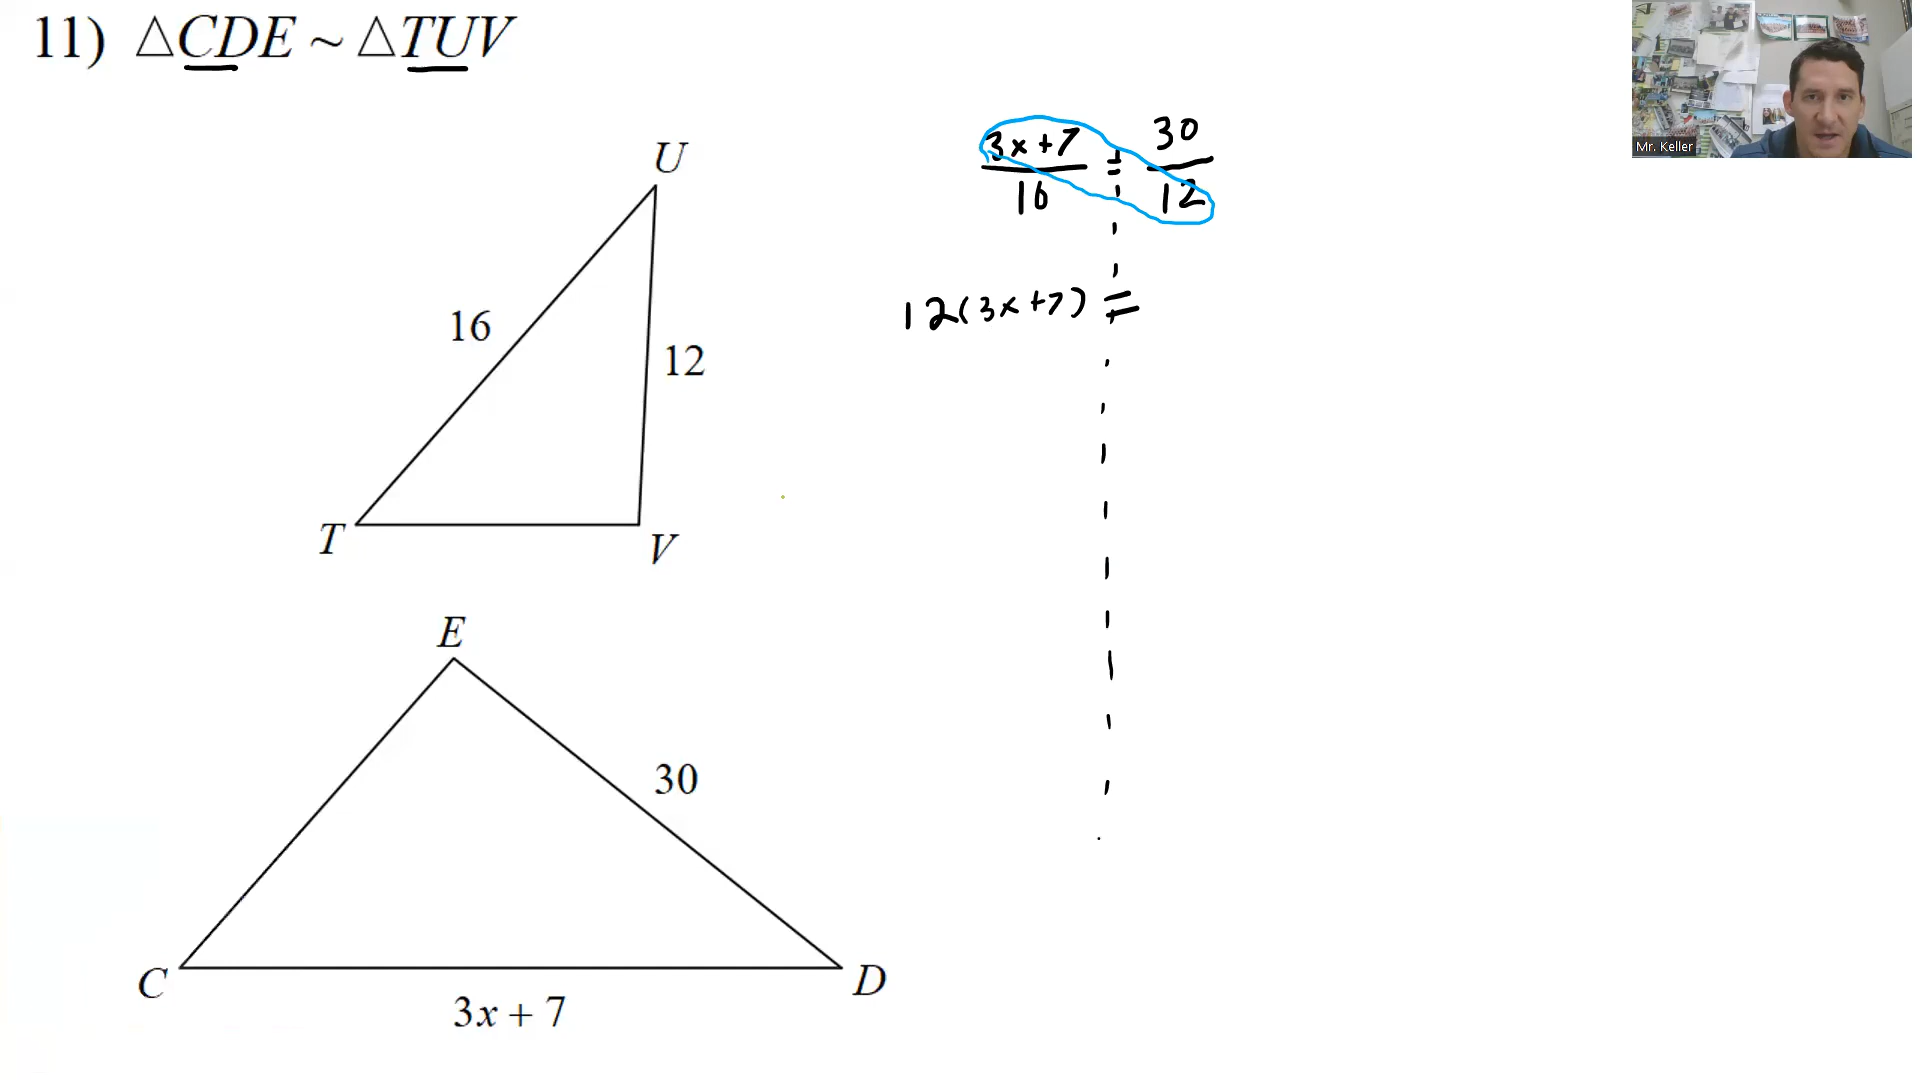 11) △CDE ~ △TUV
Mr. Keller
U
16
12
T
V
E
30
C
D
3x + 7
3x+7 = 30
16 12
12(3x+7) =